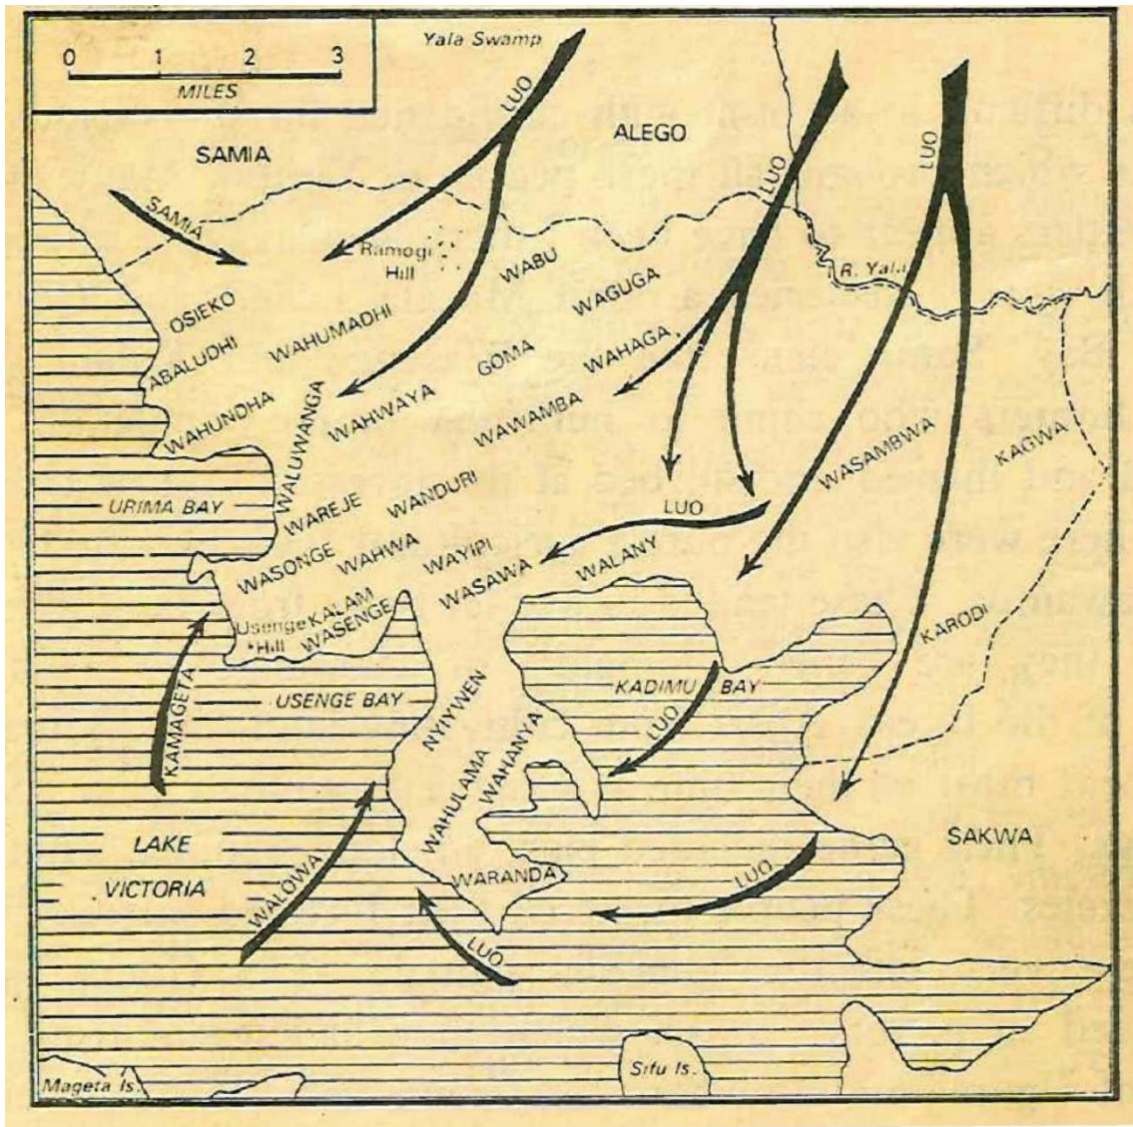 0 1 2 3
MILES
Yala Swamp
LUO
SAMIA
ALEGO
LUO
LUO
SAMIA
Ramogi
Hill
WABU
R. Yala
OSIEKO
WAHUMADHI
WAGUGA
ABALUDHI
GOMA
WAHAGA
WAHUNDHA
WALUWANGA
WAHWAYA
WAWAMBA
WASAMBWA
KAGWA
URIMA BAY
WAREJE
WANDURI
LUO
WASONGE
WAHWA
WAYIPI
WASAWA
WALANY
Usenge
Hill
KALAM
WASENGE
KARODI
KAMAGETA
USENGE BAY
NYIYWEN
KADIMU BAY
LUO
WAHULAMA
WAHANYA
LAKE
VICTORIA
WALOWA
WARANDA
LUO
SAKWA
LUO
Mageta Is.
Sifu Is.